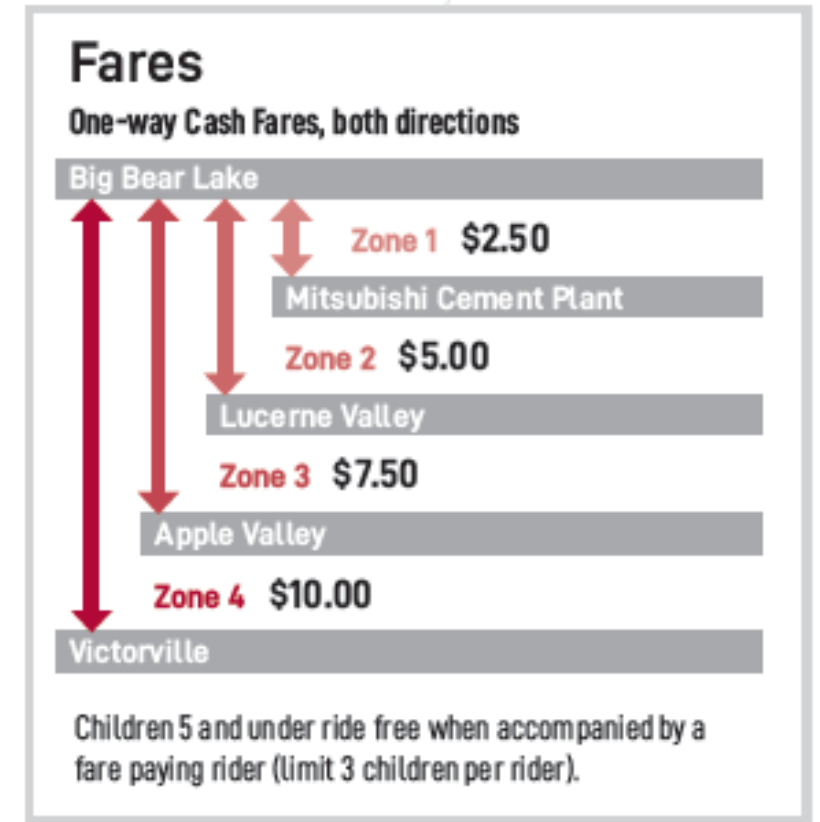 Fares
One-way Cash Fares, both directions
Big Bear Lake
Zone 1 $2.50
Mitsubishi Cement Plant
Zone 2 $5.00
Lucerne Valley
Zone 3 $7.50
Apple Valley
Zone 4 $10.00
Victorville
Children 5 and under ride free when accompanied by a
fare paying rider (limit 3 children per rider).